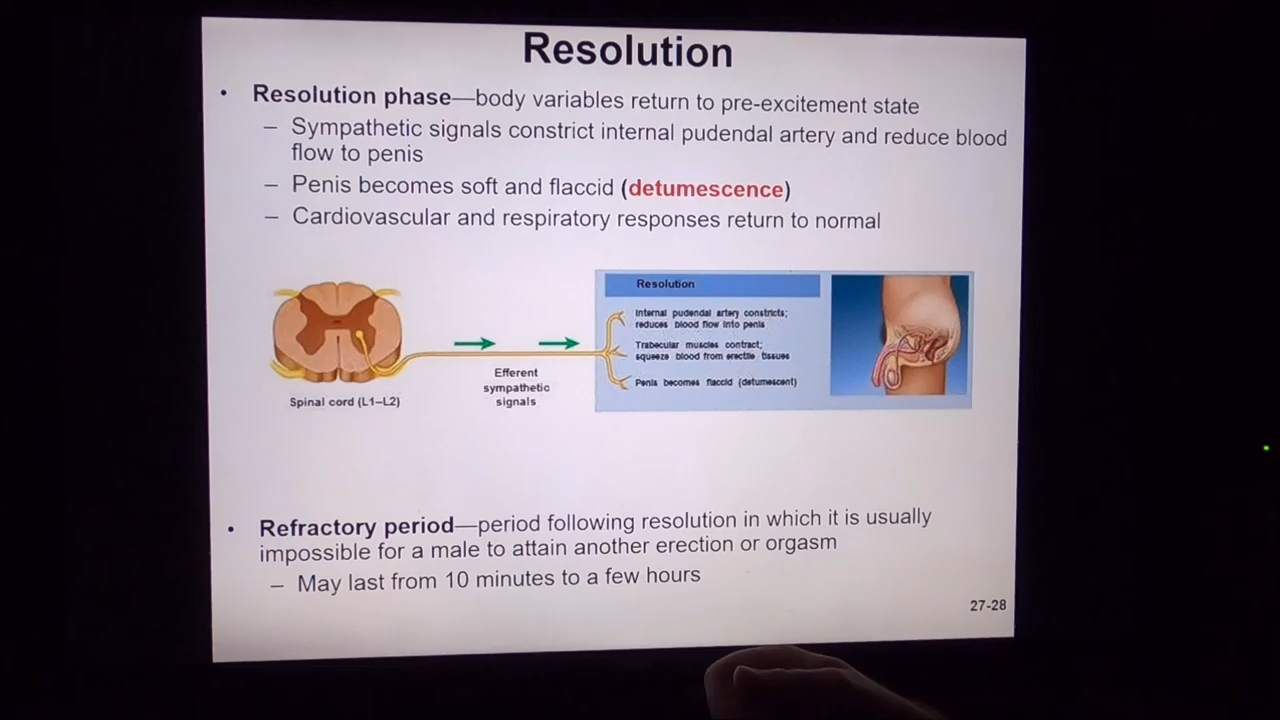 Resolution
• Resolution phase—body variables return to pre-excitement state
– Sympathetic signals constrict internal pudendal artery and reduce blood
flow to penis
– Penis becomes soft and flaccid (detumescence)
– Cardiovascular and respiratory responses return to normal
Resolution
Internal pudendal artery constricts;
reduces blood flow into penis
Trabecular muscles contract;
squeeze blood from erectile tissues
Penis becomes flaccid (detumescent)
Efferent
sympathetic
signals
Spinal cord (L1–L2)
• Refractory period—period following resolution in which it is usually
impossible for a male to attain another erection or orgasm
– May last from 10 minutes to a few hours
27-28